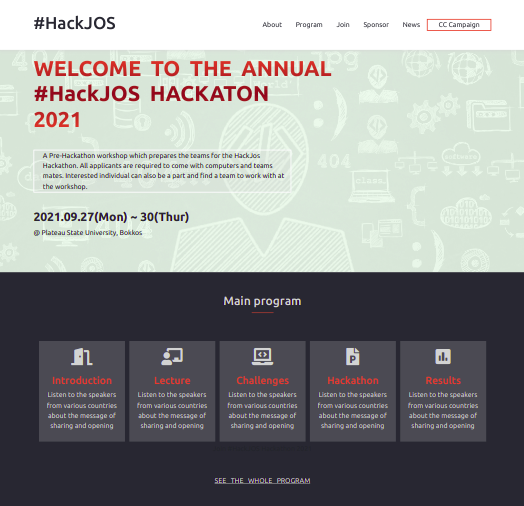 #HackJOS
About Program Join Sponsor News CC Campaign
WELCOME TO THE ANNUAL
#HackJOS HACKATON
2021
A Pre-Hackathon workshop which prepares the teams for the HackJos
Hackathon. All applicants are required to come with computers and teams
mates. Interested individual can also be a part and find a team to work with at
the workshop.
2021.09.27(Mon) ~ 30(Thur)
@ Plateau State University, Bokkos
404
404
Software
Main program
Introduction
Listen to the speakers
from various countries
about the message of
sharing and opening
Lecture
Listen to the speakers
from various countries
about the message of
sharing and opening
Challenges
Listen to the speakers
from various countries
about the message of
sharing and opening
Hackathon
Listen to the speakers
from various countries
about the message of
sharing and opening
Results
Listen to the speakers
from various countries
about the message of
sharing and opening
SEE THE WHOLE PROGRAM